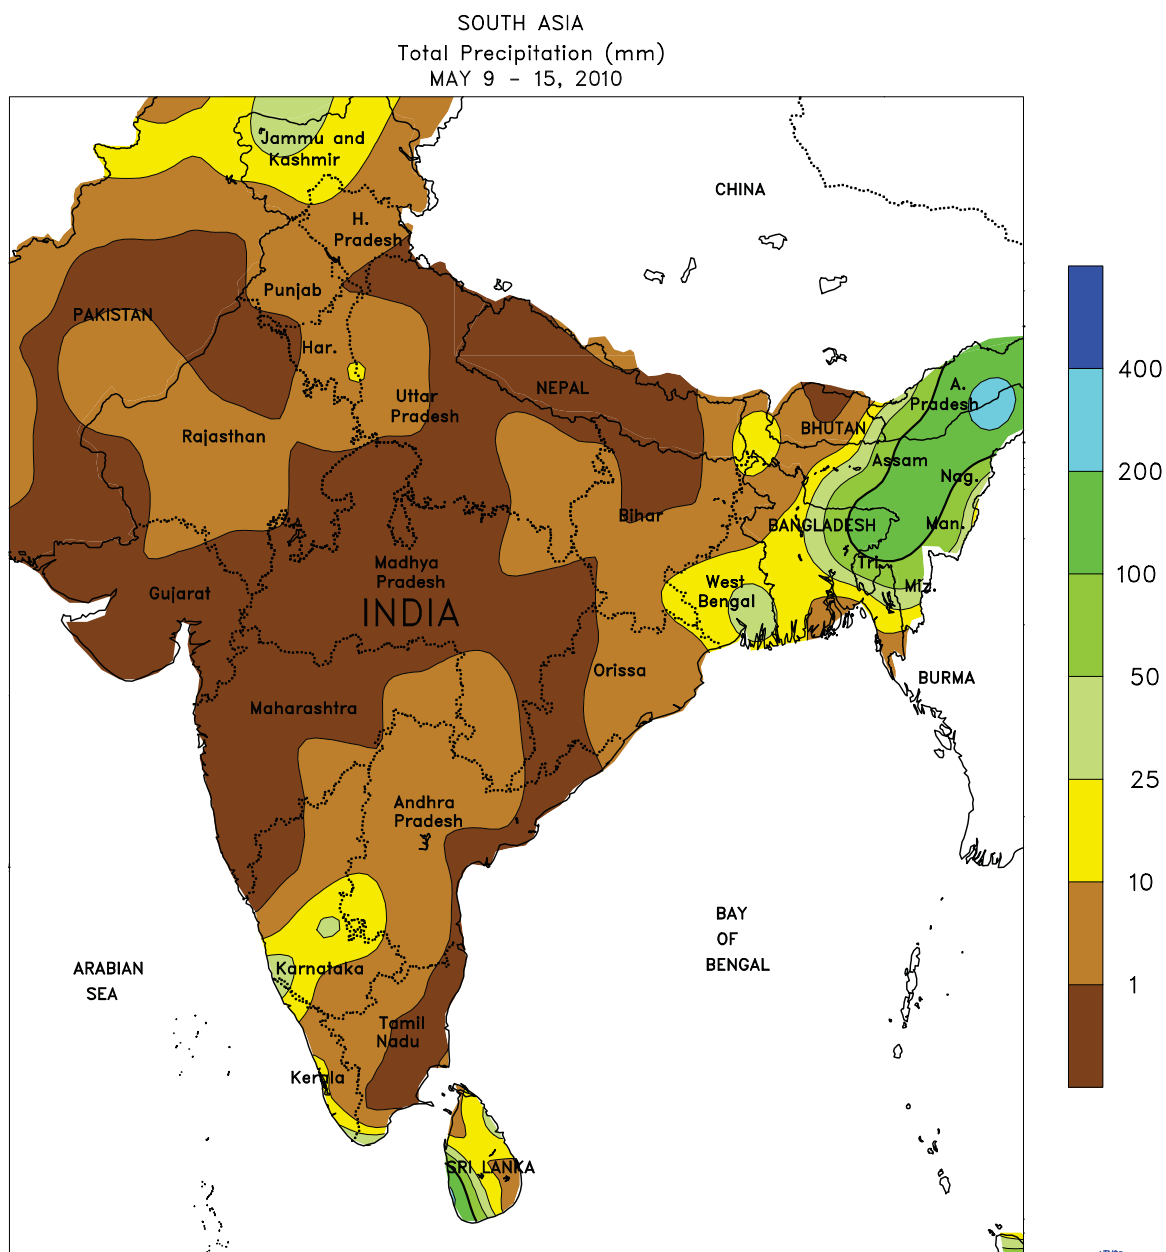 SOUTH ASIA
Total Precipitation (mm)
MAY 9 - 15, 2010
Jammu and
Kashmir
CHINA
H.
Pradesh
Punjab
PAKISTAN
Har.
NEPAL
Uttar
Pradesh
A.
Pradesh
BHUTAN
Rajasthan
Assam
Nag.
Bihar
BANGLADESH
Man.
Madhya
Pradesh
Tri.
Miz.
Gujarat
West
Bengal
INDIA
Orissa
BURMA
Maharashtra
Andhra
Pradesh
BAY
OF
BENGAL
ARABIAN
SEA
Karnataka
Tamil
Nadu
Kerala
SRI LANKA
400
200
100
50
25
10
1